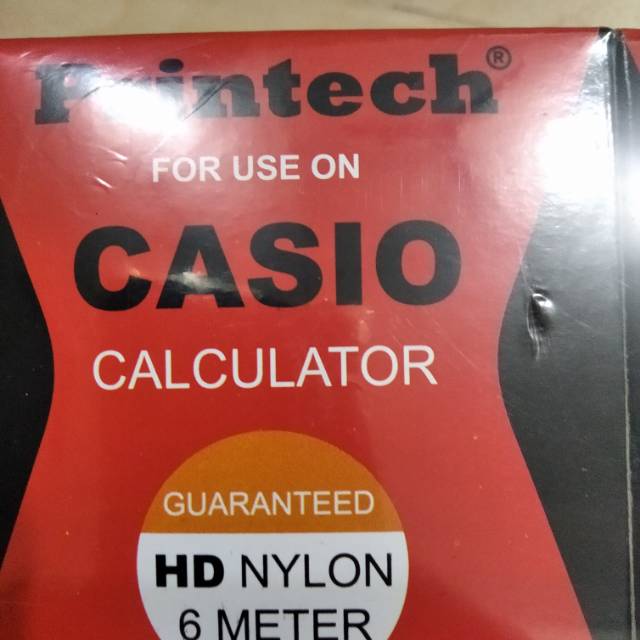 Printech®
FOR USE ON
CASIO
CALCULATOR
GUARANTEED
HD NYLON
6 METER